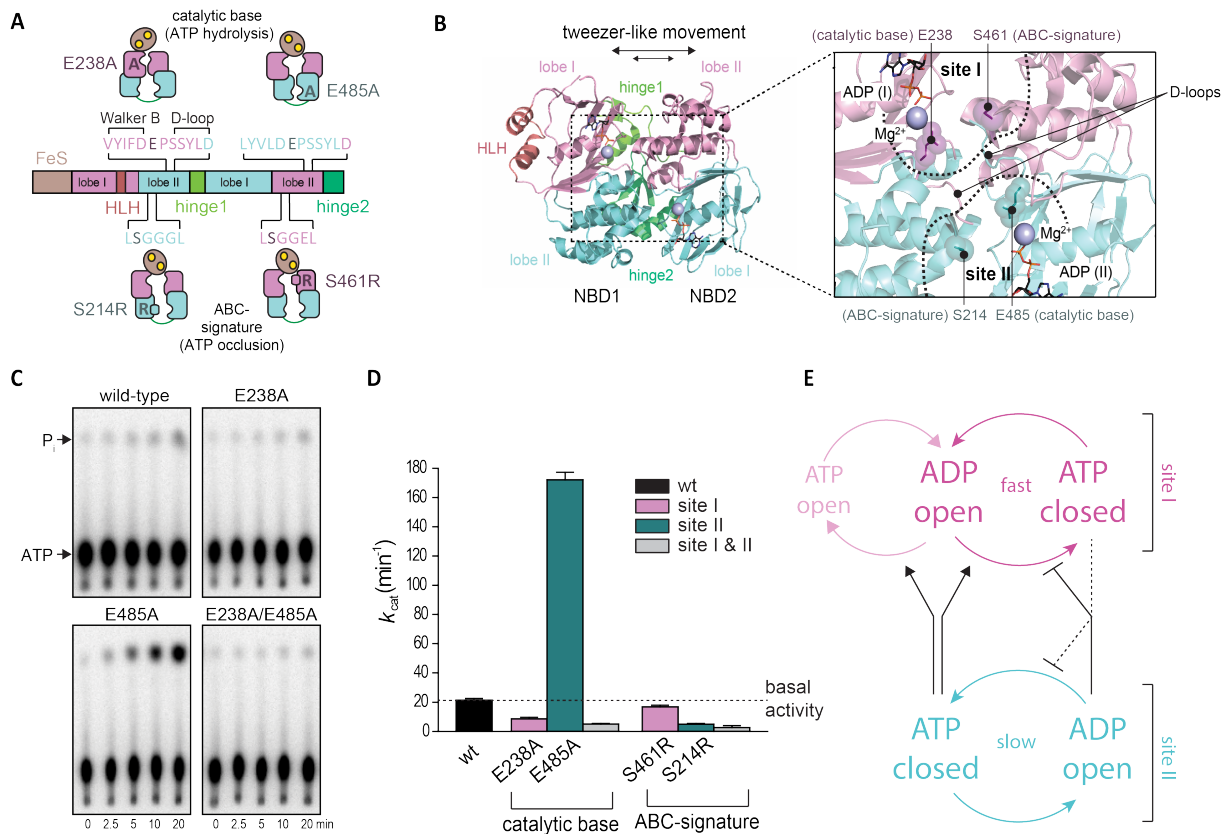 A
catalytic base
(ATP hydrolysis)
E238A
A
A
E485A
Walker B
D-loop
VYIFDEPSSYLD
LYVLDEPSSYLD
FeS
lobe I
lobe II
lobe I
lobe II
HLH
hinge1
hinge2
LSGGGL
LSGGEL
S214R
R
R
S461R
ABC-
signature
(ATP occlusion)
B
tweezer-like movement
lobe I
hinge1
lobe II
HLH
lobe II
hinge2
lobe I
NBD1
NBD2
(catalytic base) E238
S461 (ABC-signature)
site I
ADP (I)
Mg2+
D-loops
Mg2+
site II
ADP (II)
(ABC-signature) S214
E485 (catalytic base)
C
wild-type
E238A
Pi
ATP
E485A
E238A/E485A
0 2.5 5 10 20 min
0 2.5 5 10 20 min
D
kcat (min-1)
180
160
140
120
100
80
60
40
20
0
wt
site I
site II
site I & II
basal
activity
wt
E238A
E485A
S461R
S214R
catalytic base
ABC-signature
E
ATP
open
ADP
open
fast
ATP
closed
site I
ATP
closed
slow
ADP
open
site II